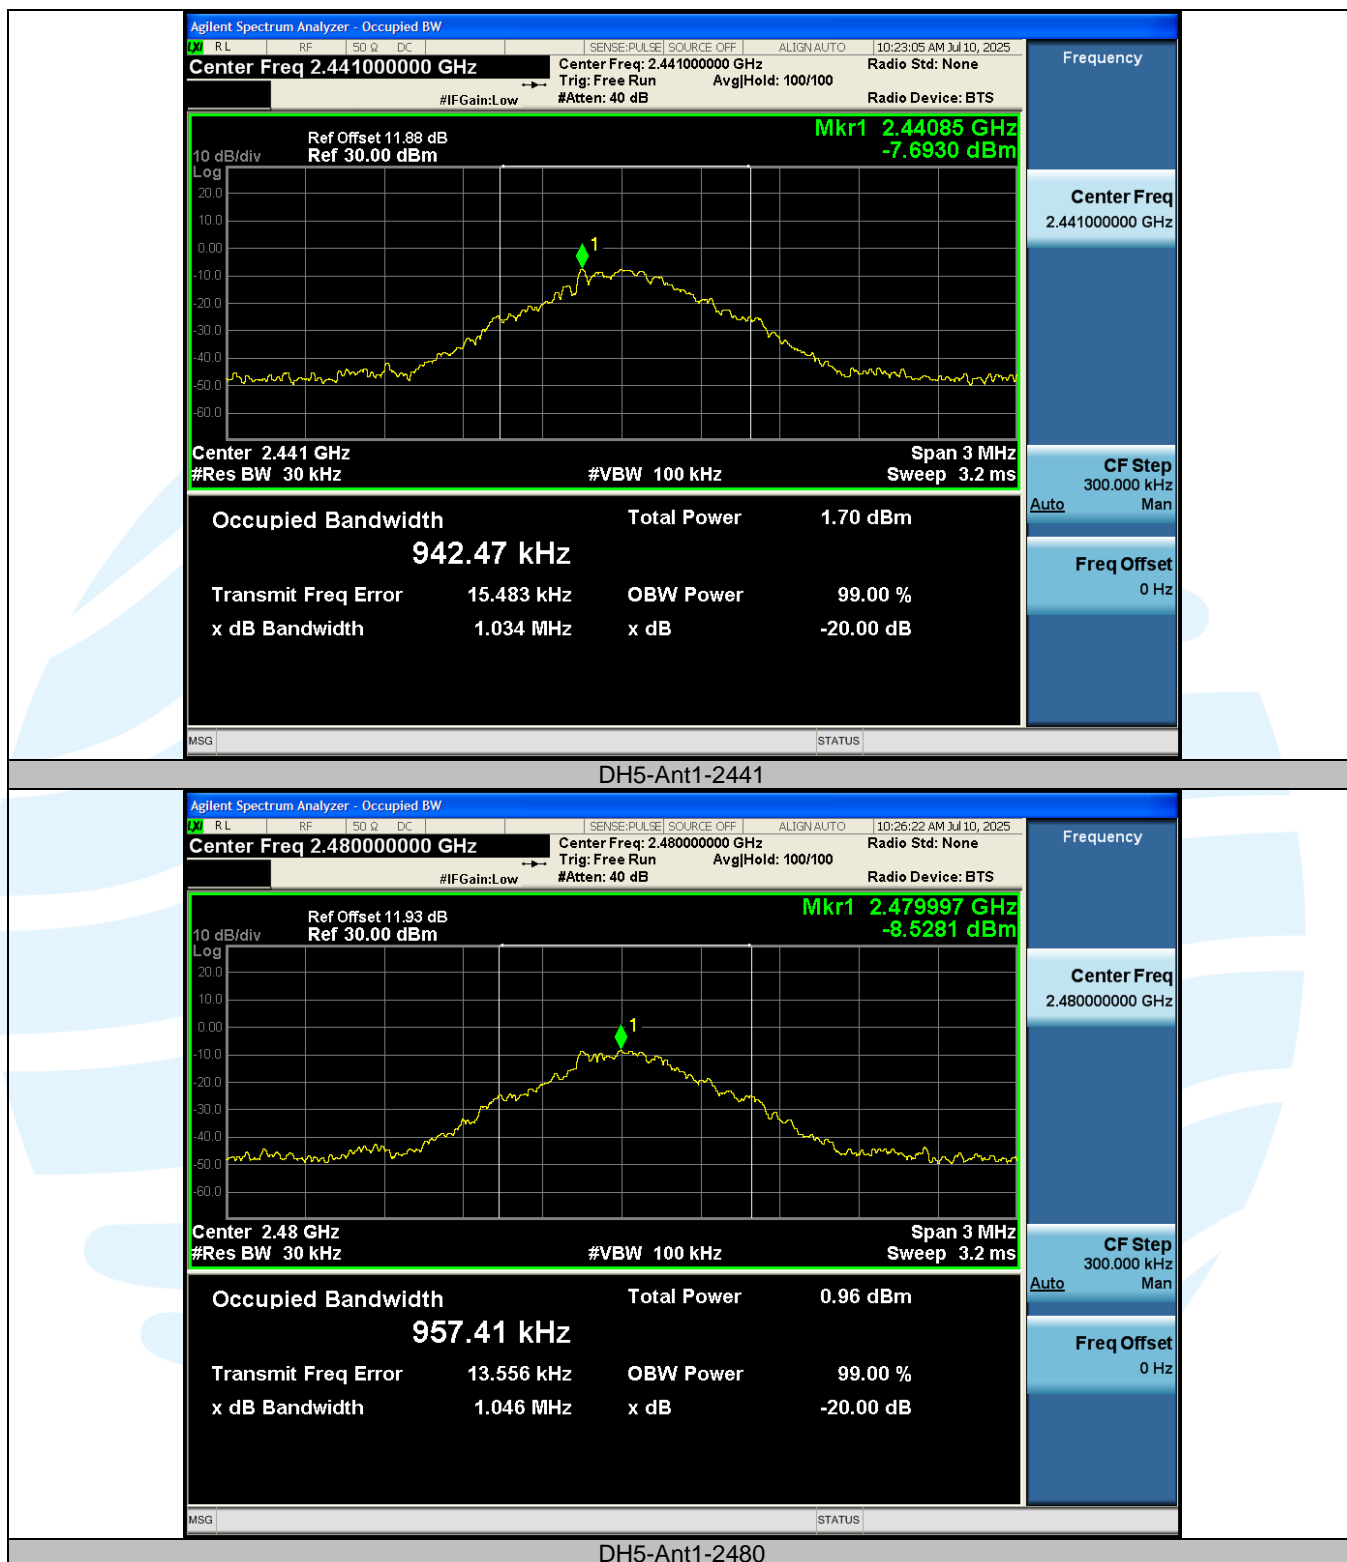 Agilent Spectrum Analyzer - Occupied BW
LXI RL RF 50 Ω DC SENSE:PULSE SOURCE OFF ALIGN AUTO 10:23:05 AM Jul 10, 2025
Center Freq 2.441000000 GHz
Center Freq: 2.441000000 GHz
Radio Std: None
Trig: Free Run Avg|Hold: 100/100
#IFGain:Low #Atten: 40 dB Radio Device: BTS
Frequency
Mkr1 2.44085 GHz
-7.6930 dBm
Ref Offset 11.88 dB
10 dB/div Ref 30.00 dBm
Log
20.0
10.0
0.00
-10.0
-20.0
-30.0
-40.0
-50.0
-60.0
1
Center 2.441 GHz Span 3 MHz
#Res BW 30 kHz #VBW 100 kHz Sweep 3.2 ms
Center Freq
2.441000000 GHz
CF Step
300.000 kHz
Auto Man
Freq Offset
0 Hz
Occupied Bandwidth Total Power 1.70 dBm
942.47 kHz
Transmit Freq Error 15.483 kHz OBW Power 99.00 %
x dB Bandwidth 1.034 MHz x dB -20.00 dB
MSG STATUS
DH5-Ant1-2441
Agilent Spectrum Analyzer - Occupied BW
LXI RL RF 50 Ω DC SENSE:PULSE SOURCE OFF ALIGN AUTO 10:26:22 AM Jul 10, 2025
Center Freq 2.480000000 GHz
Center Freq: 2.480000000 GHz
Radio Std: None
Trig: Free Run Avg|Hold: 100/100
#IFGain:Low #Atten: 40 dB Radio Device: BTS
Frequency
Mkr1 2.479997 GHz
-8.5281 dBm
Ref Offset 11.93 dB
10 dB/div Ref 30.00 dBm
Log
20.0
10.0
0.00
-10.0
-20.0
-30.0
-40.0
-50.0
-60.0
1
Center 2.48 GHz Span 3 MHz
#Res BW 30 kHz #VBW 100 kHz Sweep 3.2 ms
Center Freq
2.480000000 GHz
CF Step
300.000 kHz
Auto Man
Freq Offset
0 Hz
Occupied Bandwidth Total Power 0.96 dBm
957.41 kHz
Transmit Freq Error 13.556 kHz OBW Power 99.00 %
x dB Bandwidth 1.046 MHz x dB -20.00 dB
MSG STATUS
DH5-Ant1-2480